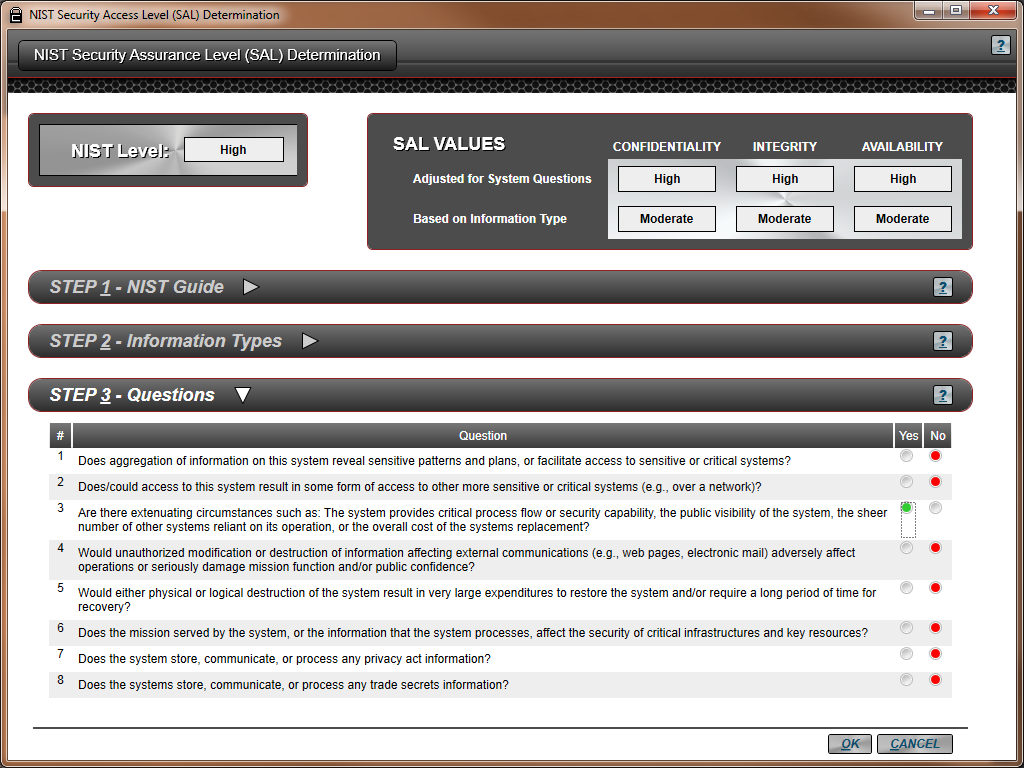 NIST Security Access Level (SAL) Determination
NIST Security Assurance Level (SAL) Determination
?
NIST Level: High
SAL VALUES
CONFIDENTIALITY INTEGRITY AVAILABILITY
Adjusted for System Questions High High High
Based on Information Type Moderate Moderate Moderate
STEP 1 - NIST Guide ?
STEP 2 - Information Types ?
STEP 3 - Questions ?
# Question Yes No
1 Does aggregation of information on this system reveal sensitive patterns and plans, or facilitate access to sensitive or critical systems?
2 Does/could access to this system result in some form of access to other more sensitive or critical systems (e.g., over a network)?
3 Are there extenuating circumstances such as: The system provides critical process flow or security capability, the public visibility of the system, the sheer
number of other systems reliant on its operation, or the overall cost of the systems replacement?
4 Would unauthorized modification or destruction of information affecting external communications (e.g., web pages, electronic mail) adversely affect
operations or seriously damage mission function and/or public confidence?
5 Would either physical or logical destruction of the system result in very large expenditures to restore the system and/or require a long period of time for
recovery?
6 Does the mission served by the system, or the information that the system processes, affect the security of critical infrastructures and key resources?
7 Does the system store, communicate, or process any privacy act information?
8 Does the systems store, communicate, or process any trade secrets information?
OK CANCEL